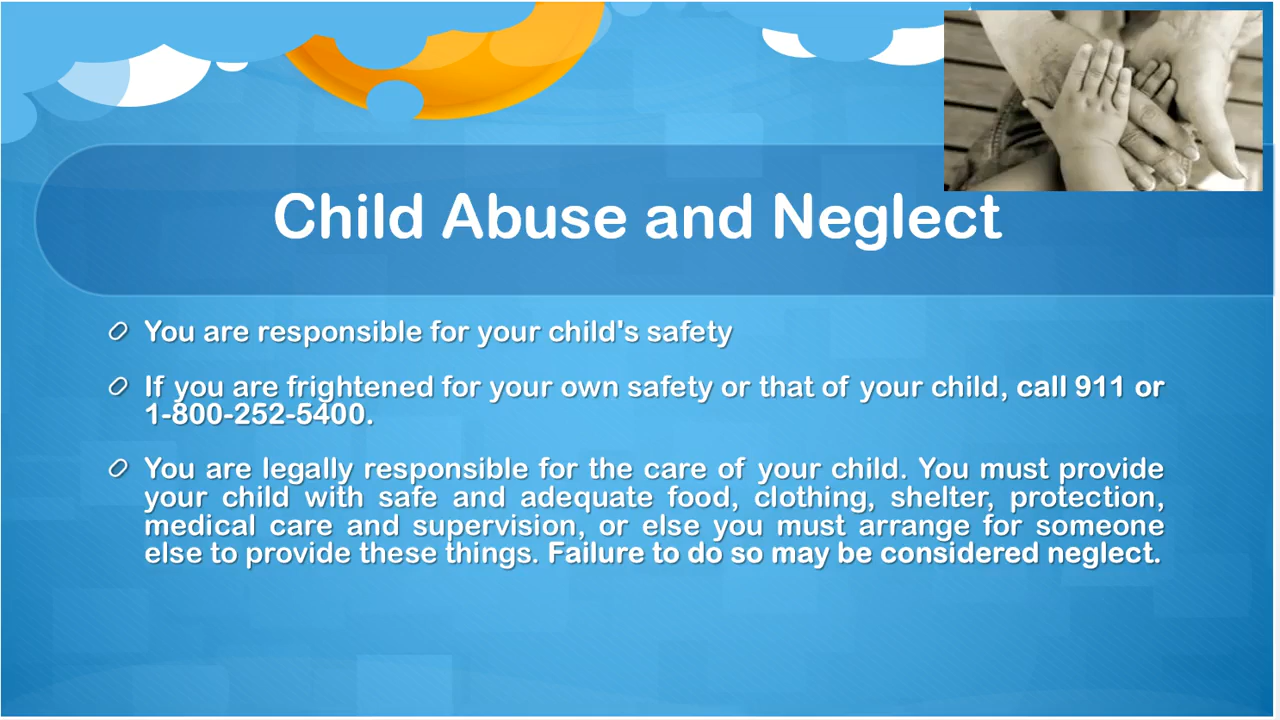 Child Abuse and Neglect
You are responsible for your child's safety
If you are frightened for your own safety or that of your child, call 911 or
1-800-252-5400.
You are legally responsible for the care of your child. You must provide
your child with safe and adequate food, clothing, shelter, protection,
medical care and supervision, or else you must arrange for someone
else to provide these things. Failure to do so may be considered neglect.